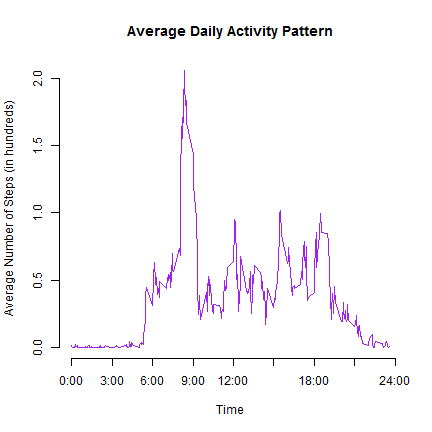 Average Daily Activity Pattern
Average Number of Steps (in hundreds)
2.0
1.5
1.0
0.5
0.0
0:00 3:00 6:00 9:00 12:00 18:00 24:00
Time